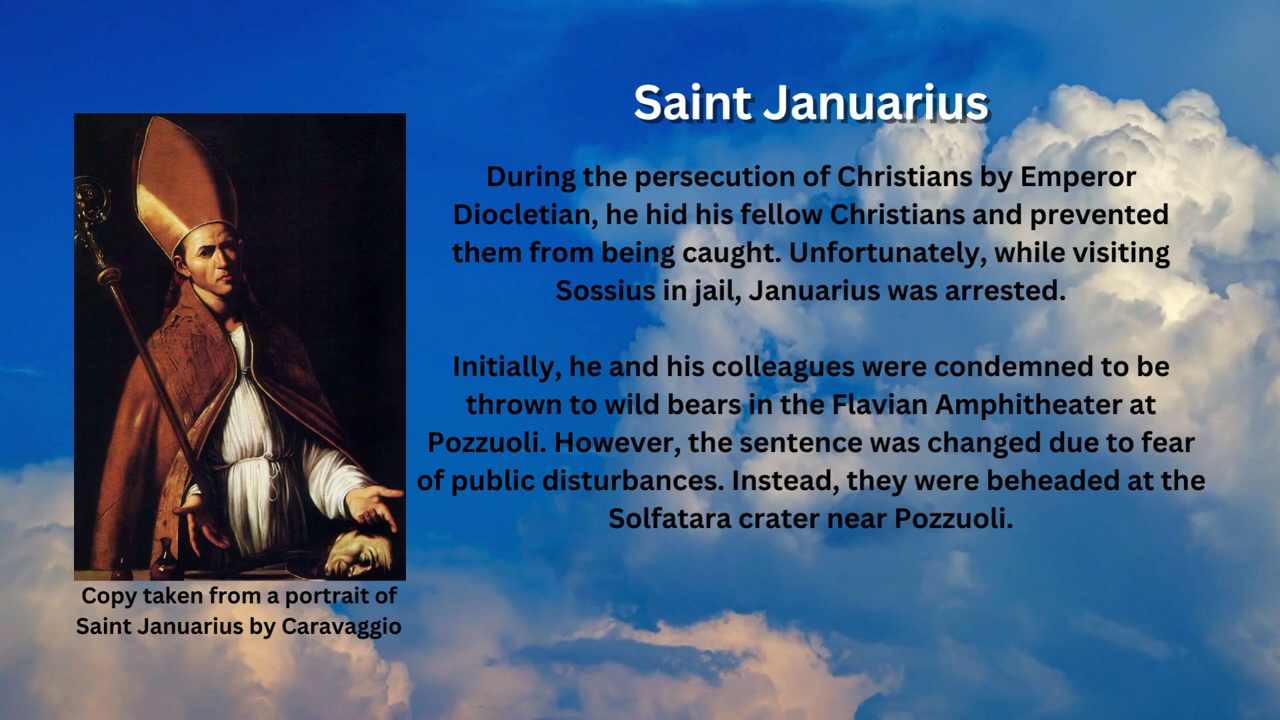 Saint Januarius
During the persecution of Christians by Emperor
Diocletian, he hid his fellow Christians and prevented
them from being caught. Unfortunately, while visiting
Sossius in jail, Januarius was arrested.
Initially, he and his colleagues were condemned to be
thrown to wild bears in the Flavian Amphitheater at
Pozzuoli. However, the sentence was changed due to fear
of public disturbances. Instead, they were beheaded at the
Solfatara crater near Pozzuoli.
Copy taken from a portrait of
Saint Januarius by Caravaggio